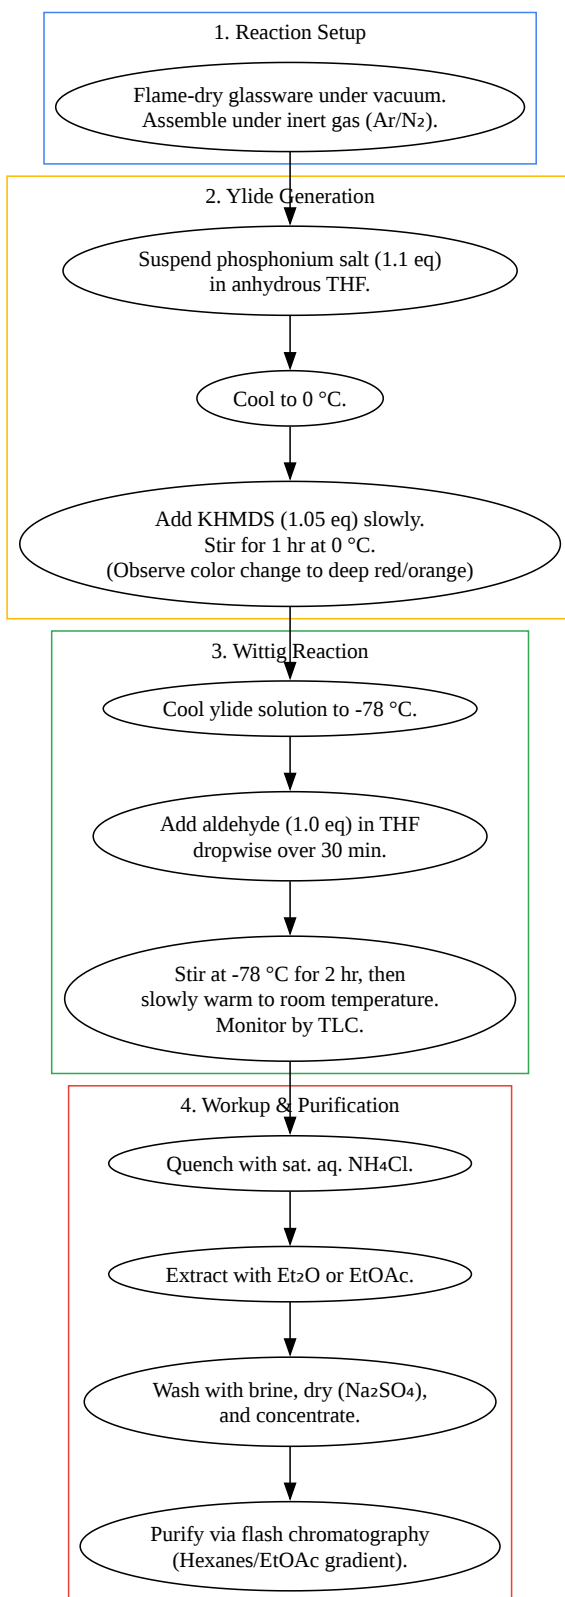 1. Reaction Setup
Flame-dry glassware under vacuum.
Assemble under inert gas (Ar/N₂).
2. Ylide Generation
Suspend phosphonium salt (1.1 eq)
in anhydrous THF.
Cool to 0 °C.
Add KHMDS (1.05 eq) slowly.
Stir for 1 hr at 0 °C.
(Observe color change to deep red/orange)
3. Wittig Reaction
Cool ylide solution to -78 °C.
Add aldehyde (1.0 eq) in THF
dropwise over 30 min.
Stir at -78 °C for 2 hr, then
slowly warm to room temperature.
Monitor by TLC.
4. Workup & Purification
Quench with sat. aq. NH₄Cl.
Extract with Et₂O or EtOAc.
Wash with brine, dry (Na₂SO₄),
and concentrate.
Purify via flash chromatography
(Hexanes/EtOAc gradient).